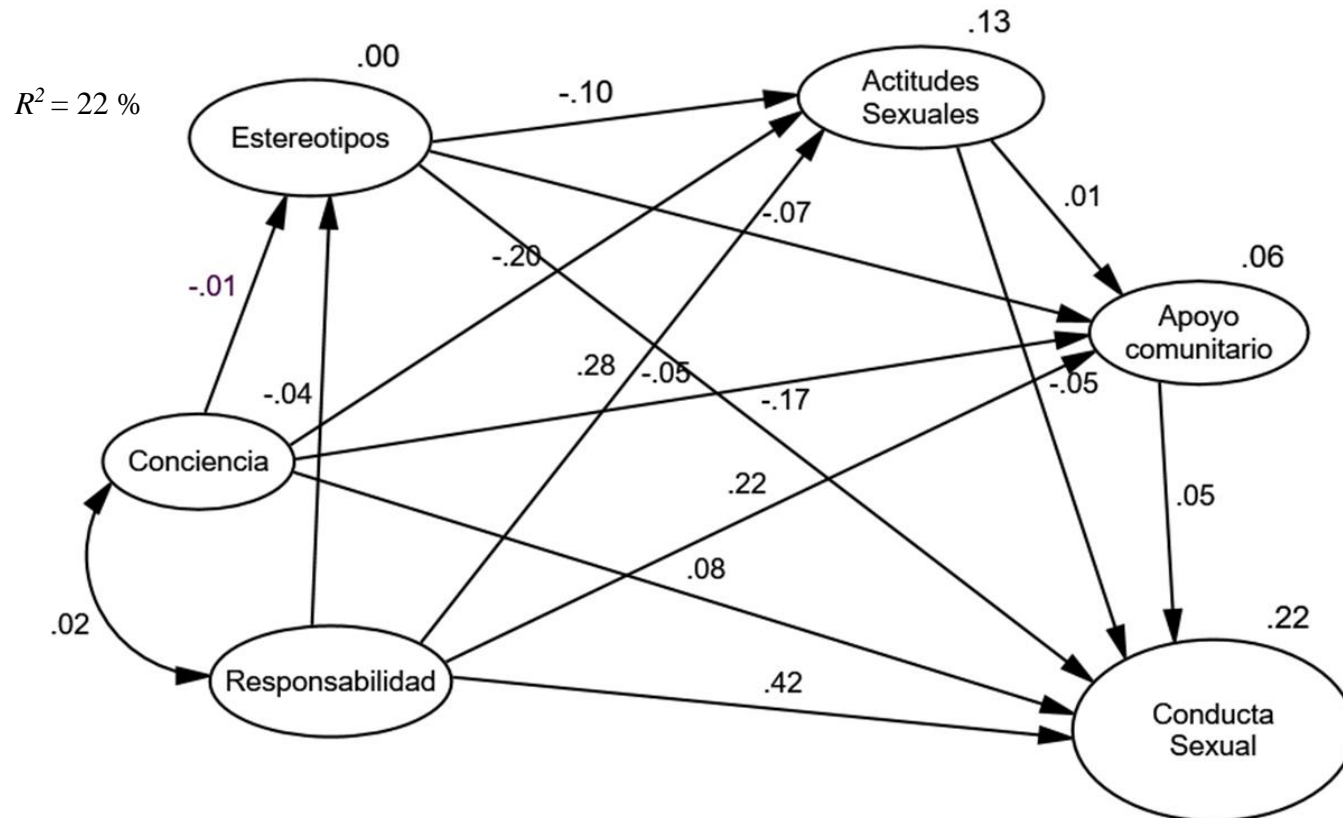 .13
.00
R² = 22 %
-.10
Actitudes
Sexuales
Estereotipos
.01
-.07
-.20
.06
-.01
Apoyo
comunitario
.28
-.05
-.05
-.04
-.17
Conciencia
.22
.05
.08
.02
.22
Responsabilidad
.42
Conducta
Sexual